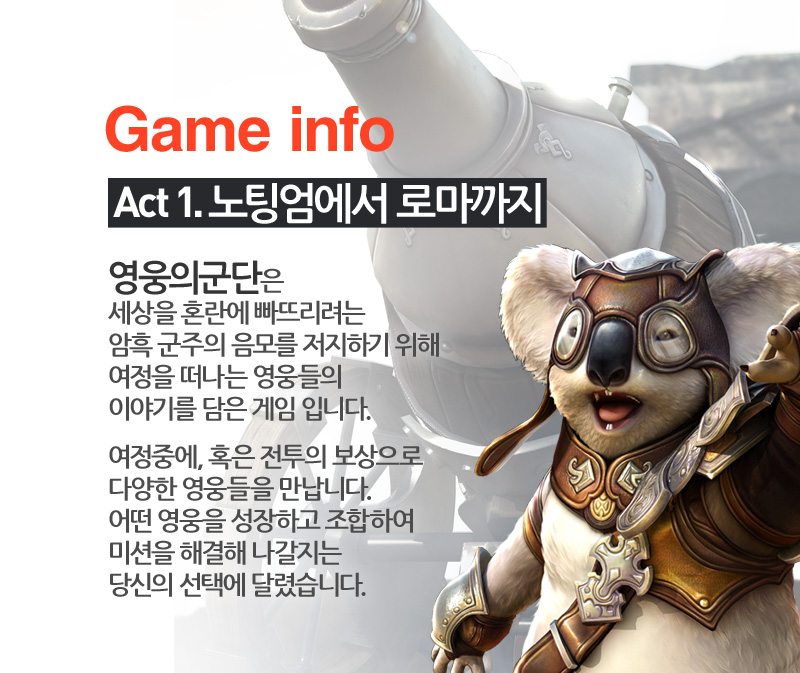 Game info
Act 1. 노팅엄에서 로마까지
영웅의군단은
세상을 혼란에 빠뜨리려는
암흑 군주의 음모를 저지하기 위해
여정을 떠나는 영웅들의
이야기를 담은 게임 입니다.
여정중에, 혹은 전투의 보상으로
다양한 영웅들을 만납니다.
어떤 영웅을 성장하고 조합하여
미션을 해결해 나갈지는
당신의 선택에 달렸습니다.